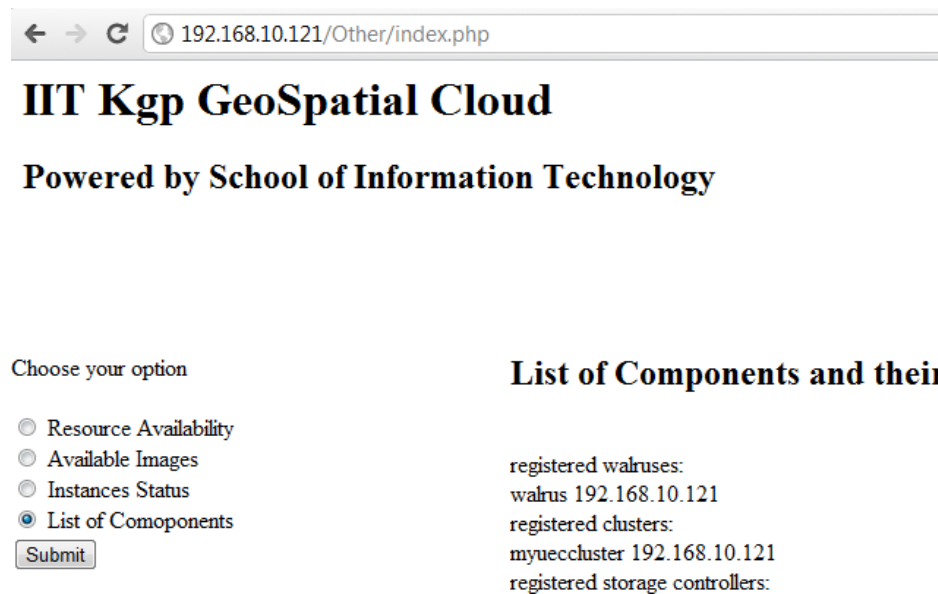 192.168.10.121/Other/index.php
IIT Kgp GeoSpatial Cloud
Powered by School of Information Technology
Choose your option
Resource Availability
Available Images
Instances Status
List of Comoponents
Submit
List of Components and their
registered walruses:
walrus 192.168.10.121
registered clusters:
myueccluster 192.168.10.121
registered storage controllers: